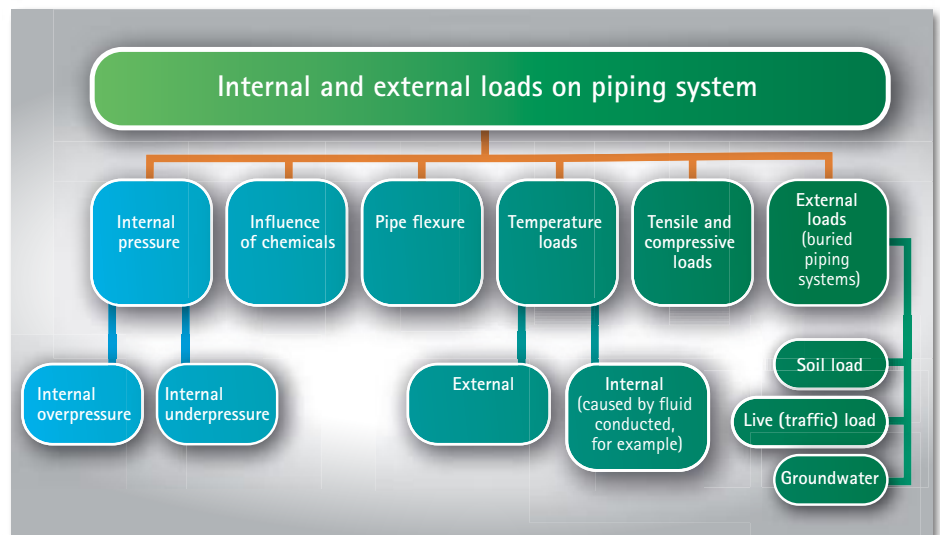 Internal and external loads on piping system
Internal
pressure
Influence
of chemicals
Pipe flexure
Temperature
loads
Tensile and
compressive
loads
External
loads
(buried
piping
systems)
Internal
overpressure
Internal
underpressure
External
Internal
(caused by fluid
conducted,
for example)
Soil load
Live (traffic) load
Groundwater